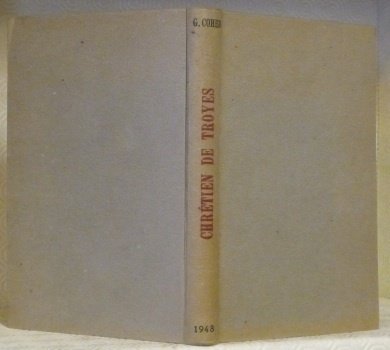 G. COHEN
CHRÉTIEN DE TROYES
1948